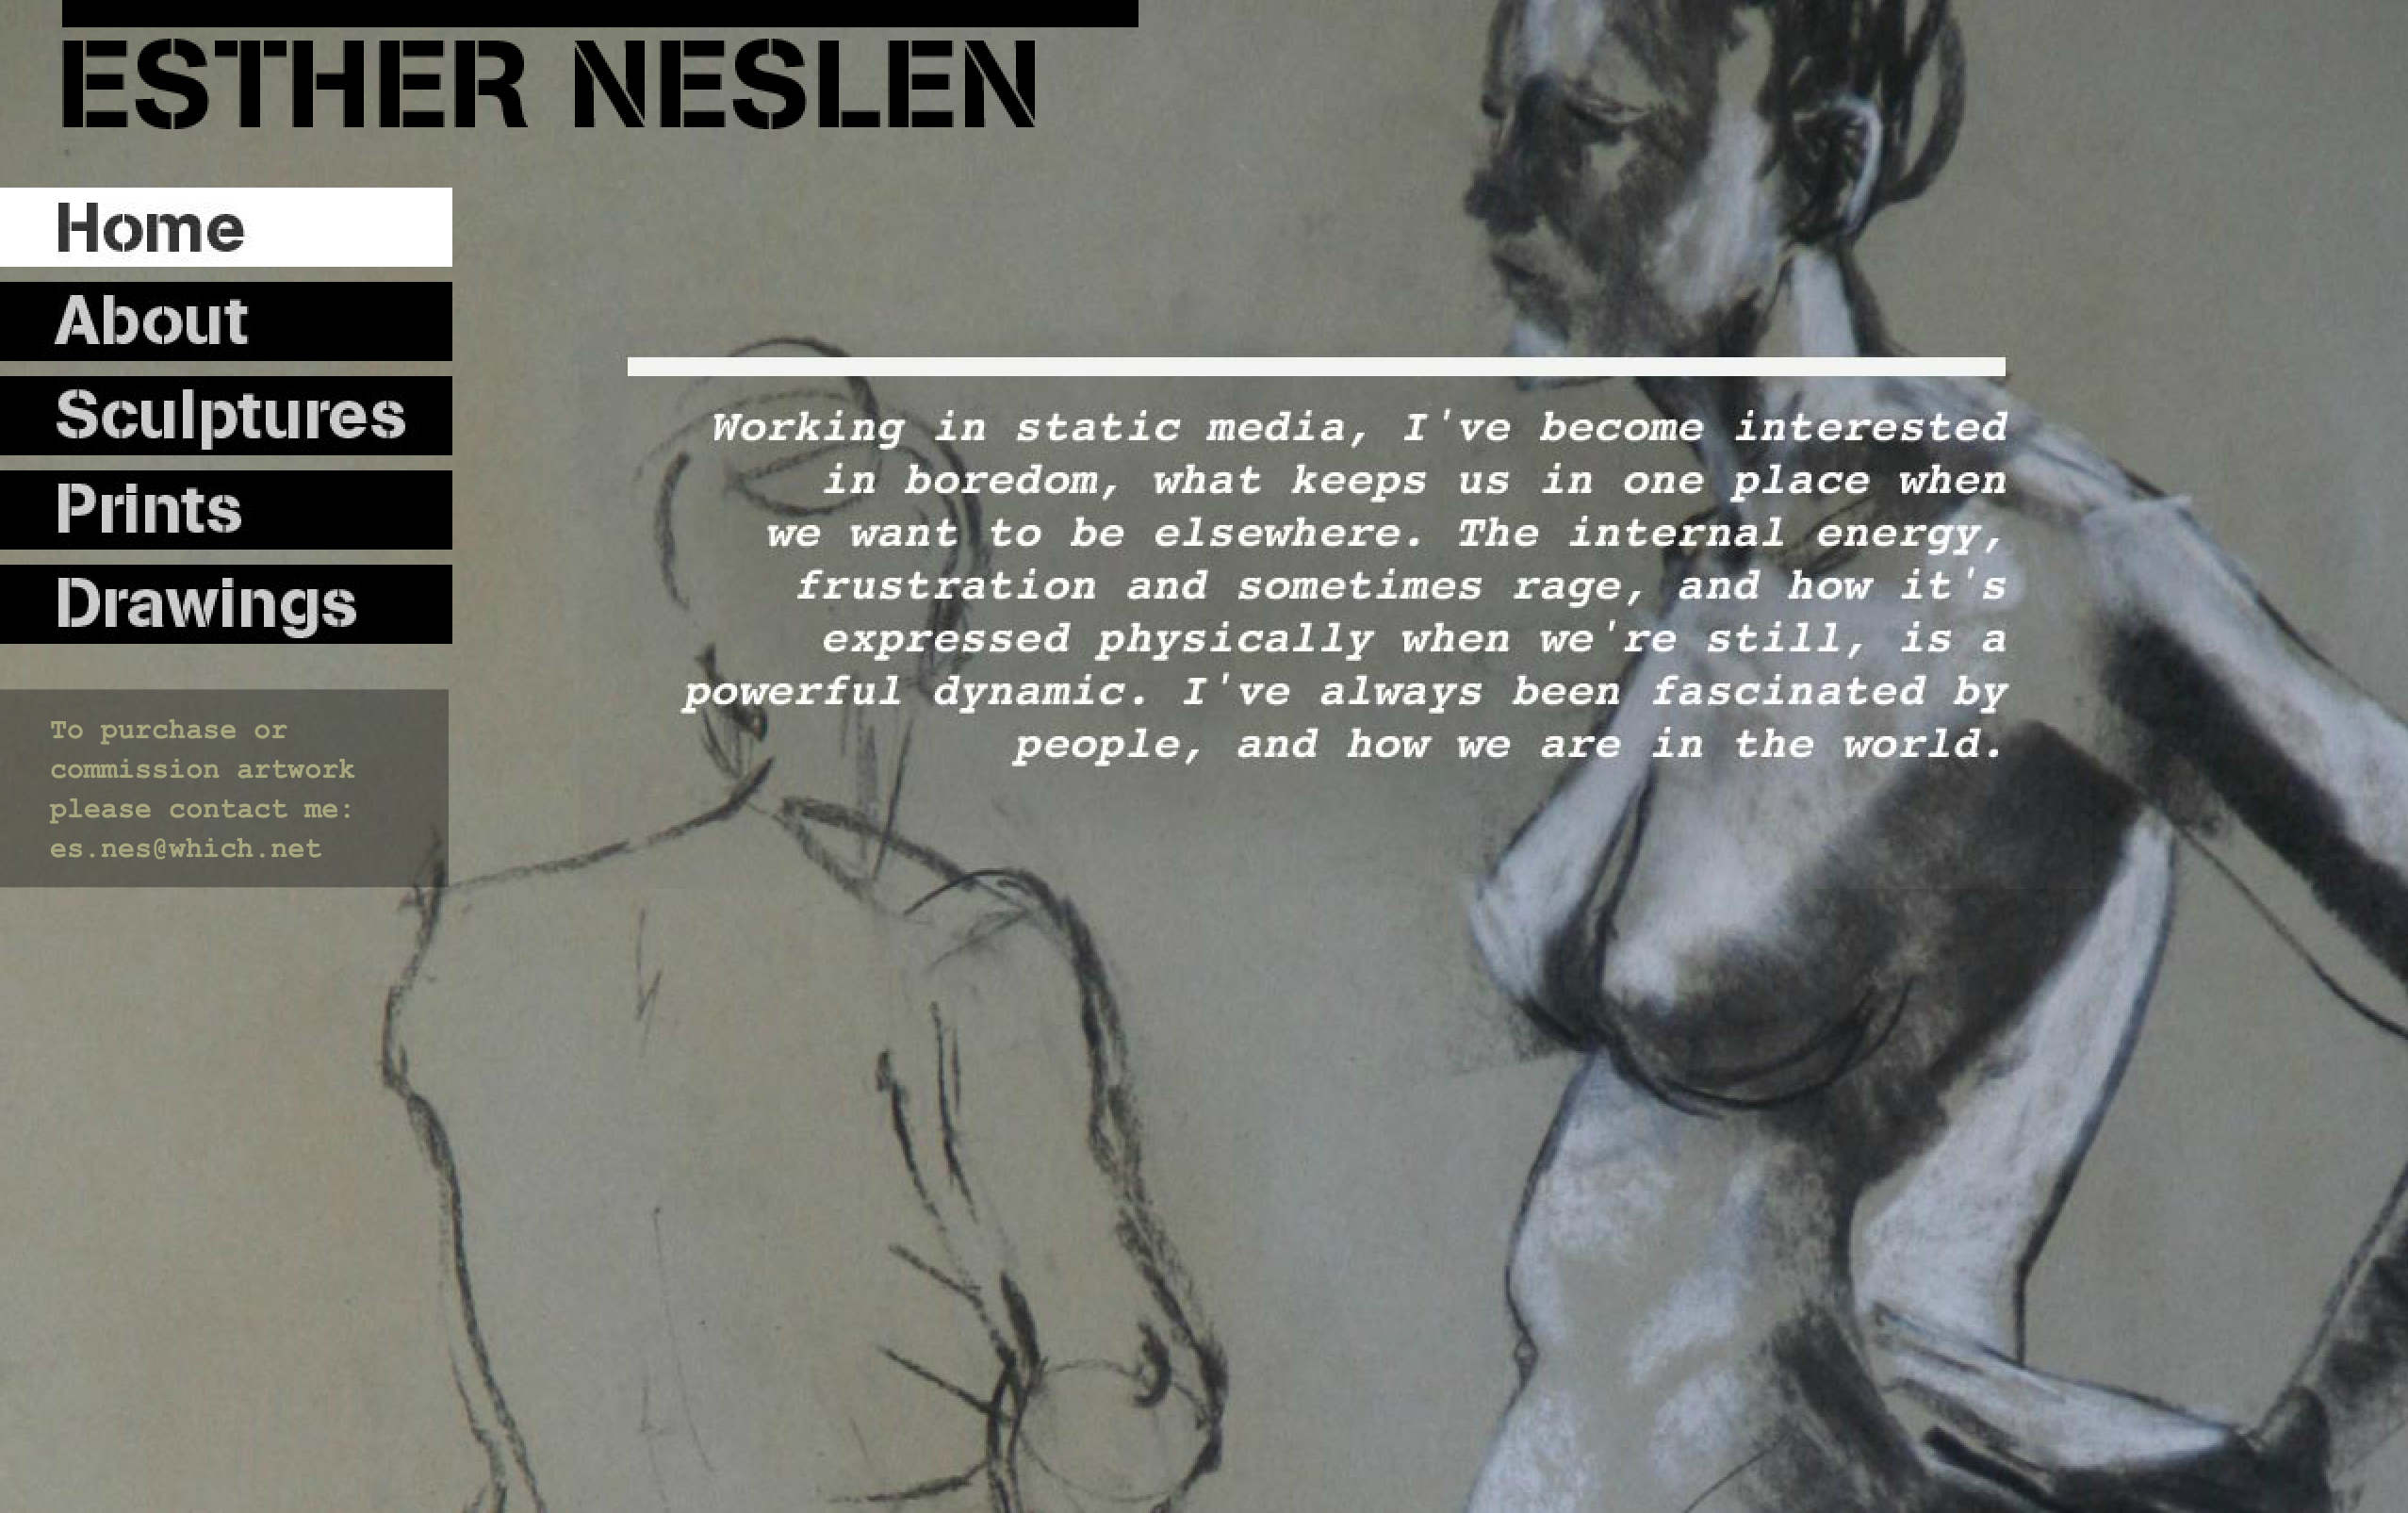 ESTHER NESLEN
Home
About
Sculptures
Prints
Drawings
To purchase or
commission artwork
please contact me:
es.nes@which.net
Working in static media, I've become interested
in boredom, what keeps us in one place when
we want to be elsewhere. The internal energy,
frustration and sometimes rage, and how it's
expressed physically when we're still, is a
powerful dynamic. I've always been fascinated by
people, and how we are in the world.